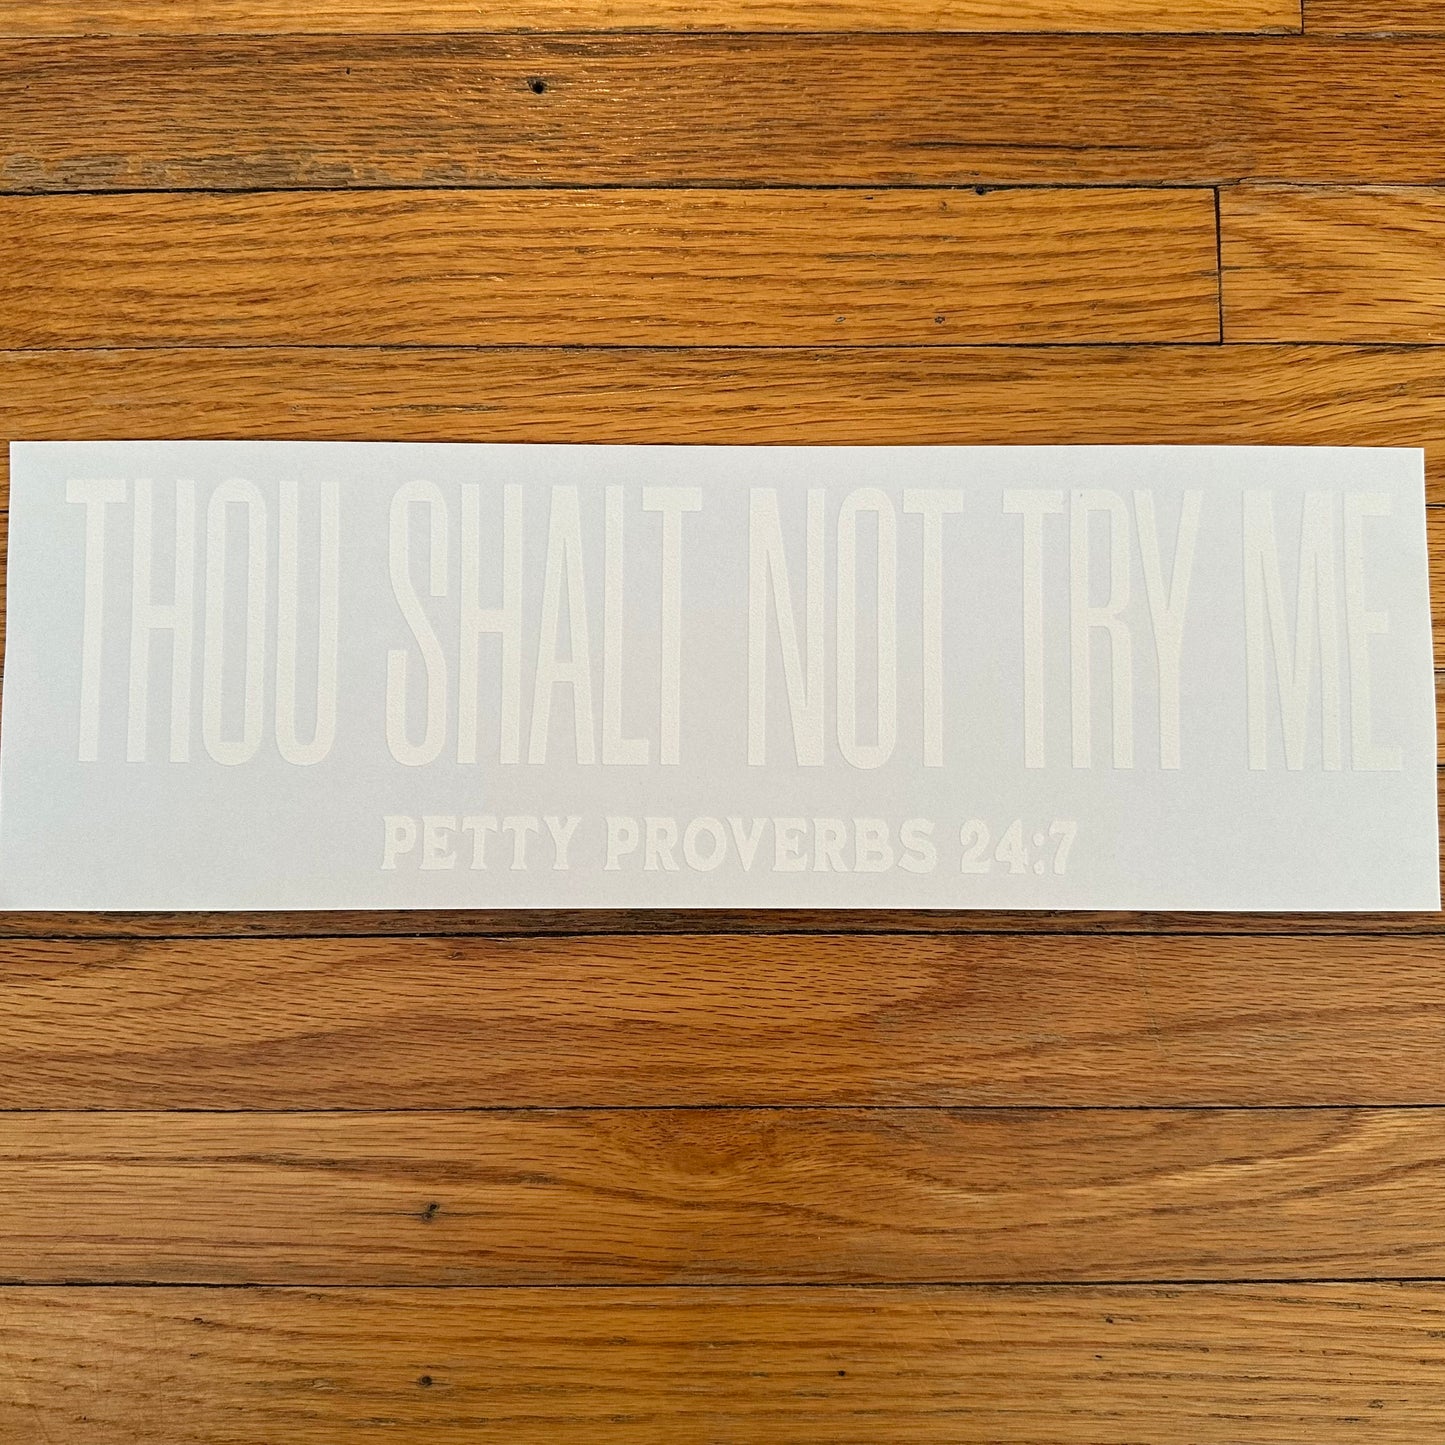 THOU SHALT NOT TRY ME
PETTY PROVERBS 24:7